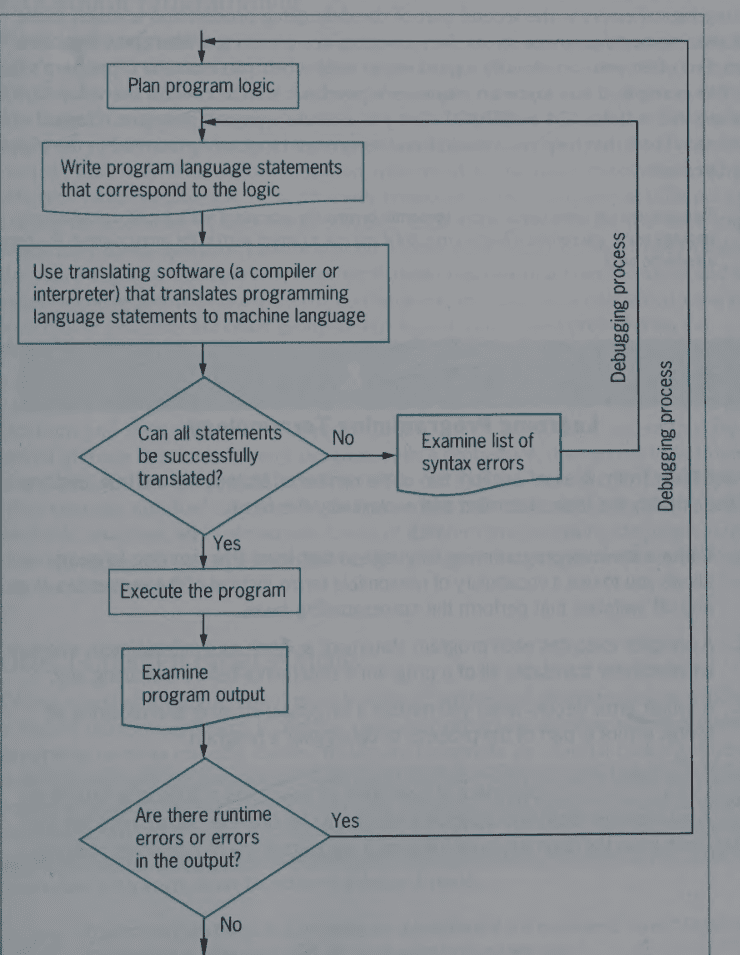 Plan program logic
Write program language statements
that correspond to the logic
Use translating software (a compiler or
interpreter) that translates programming
language statements to machine language
Can all statements
be successfully
translated?
No
Examine list of
syntax errors
Debugging process
Debugging process
Yes
Execute the program
Examine
program output
Are there runtime
errors or errors
in the output?
Yes
No